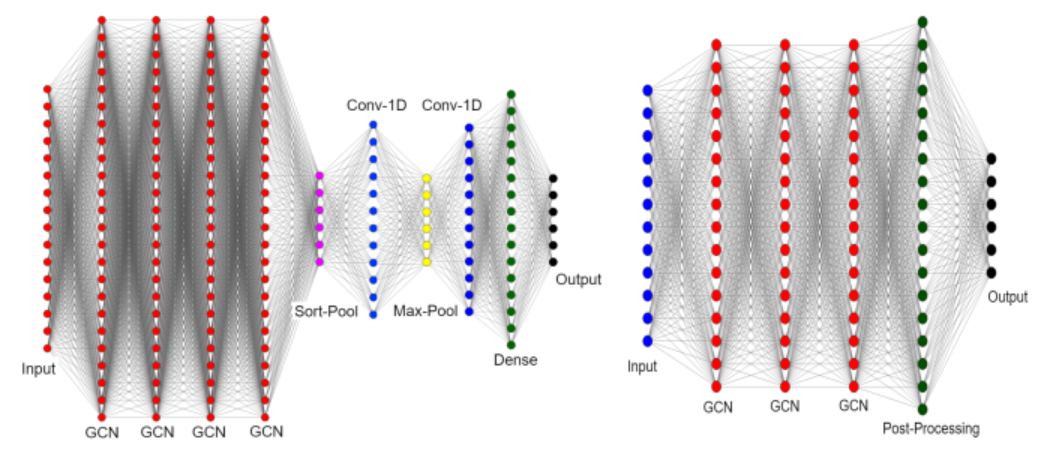 Conv-1D
Conv-1D
Input
GCN
GCN
GCN
GCN
Sort-Pool
Max-Pool
Dense
Output
Input
GCN
GCN
GCN
Post-Processing
Output